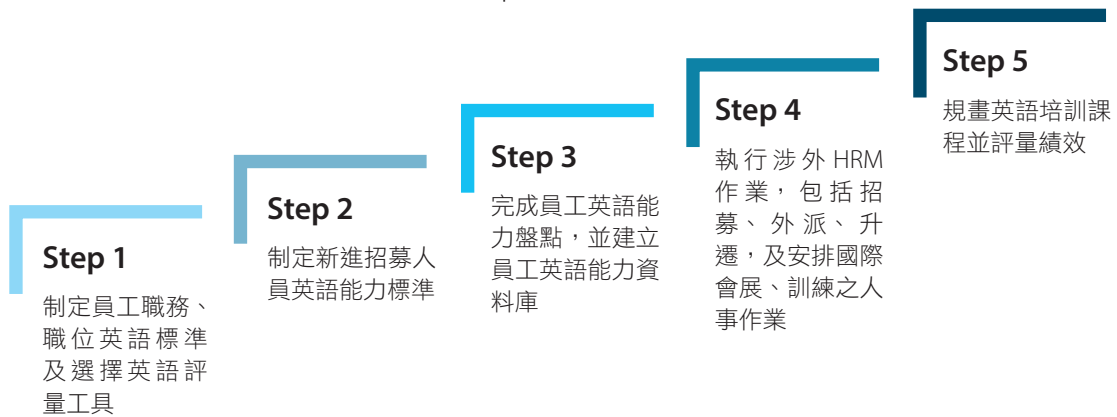 Step 1
制定員工職務、
職位英語標準
及選擇英語評
量工具
Step 2
制定新進招募人
員英語能力標準
Step 3
完成員工英語能
力盤點，並建立
員工英語能力資
料庫
Step 4
執行涉外 HRM
作業，包括招
募、外派、升
遷，及安排國際
會展、訓練之人
事作業
Step 5
規畫英語培訓課
程並評量績效